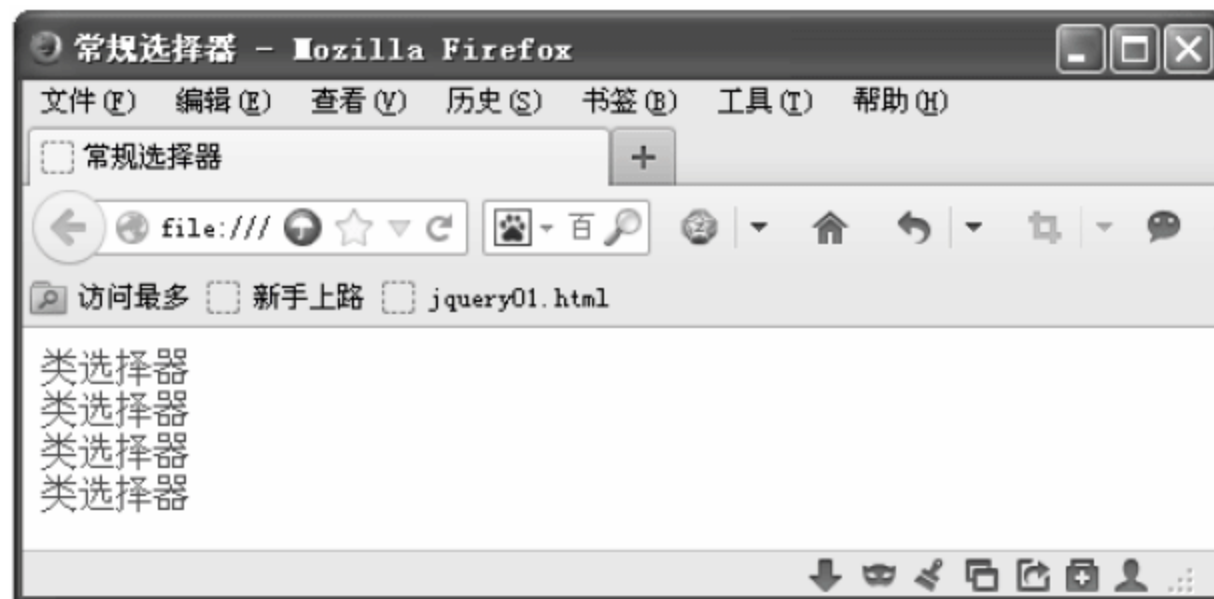 常规选择器 - Mozilla Firefox
文件(F) 编辑(E) 查看(V) 历史(S) 书签(B) 工具(T) 帮助(H)
常规选择器
file:/// 百
访问最多 新手上路 jquery01.html
类选择器
类选择器
类选择器
类选择器